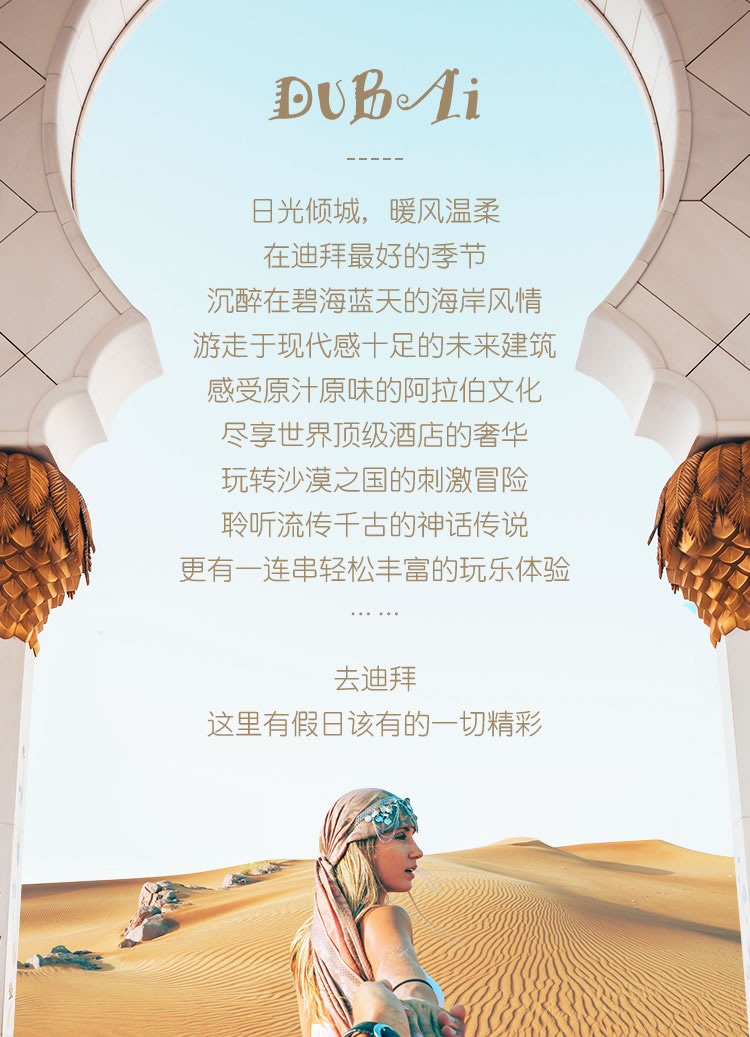 DUBAi
-----
日光倾城，暖风温柔
在迪拜最好的季节
沉醉在碧海蓝天的海岸风情
游走于现代感十足的未来建筑
感受原汁原味的阿拉伯文化
尽享世界顶级酒店的奢华
玩转沙漠之国的刺激冒险
聆听流传千古的神话传说
更有一连串轻松丰富的玩乐体验
... ...
去迪拜
这里有假日该有的一切精彩